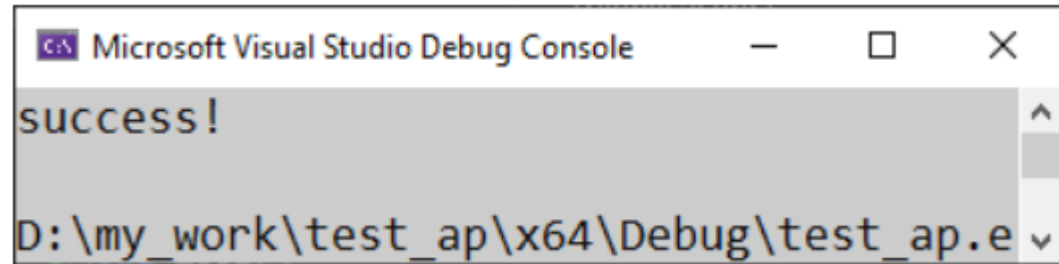 Microsoft Visual Studio Debug Console
success!
D:\my_work\test_ap\x64\Debug\test_ap.e